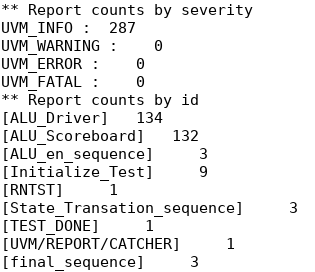 ** Report counts by severity
UVM_INFO :  287
UVM_WARNING :    0
UVM_ERROR :    0
UVM_FATAL :    0
** Report counts by id
[ALU_Driver]   134
[ALU_Scoreboard]   132
[ALU_en_sequence]     3
[Initialize_Test]     9
[RNTST]     1
[State_Transation_sequence]     3
[TEST_DONE]     1
[UVM/REPORT/CATCHER]     1
[final_sequence]     3